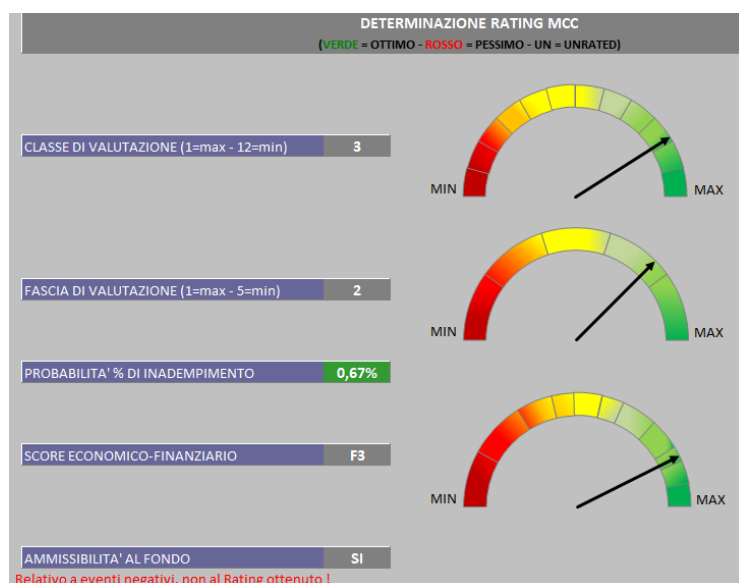 DETERMINAZIONE RATING MCC
(VERDE = OTTIMO - ROSSO = PESSIMO - UN = UNRATED)
CLASSE DI VALUTAZIONE (1=max - 12=min) 3
MIN MAX
FASCIA DI VALUTAZIONE (1=max - 5=min) 2
MIN MAX
PROBABILITA' % DI INADEMPIMENTO 0,67%
SCORE ECONOMICO-FINANZIARIO F3
MIN MAX
AMMISSIBILITA' AL FONDO SI
Relativo a eventi negativi, non al Rating ottenuto !